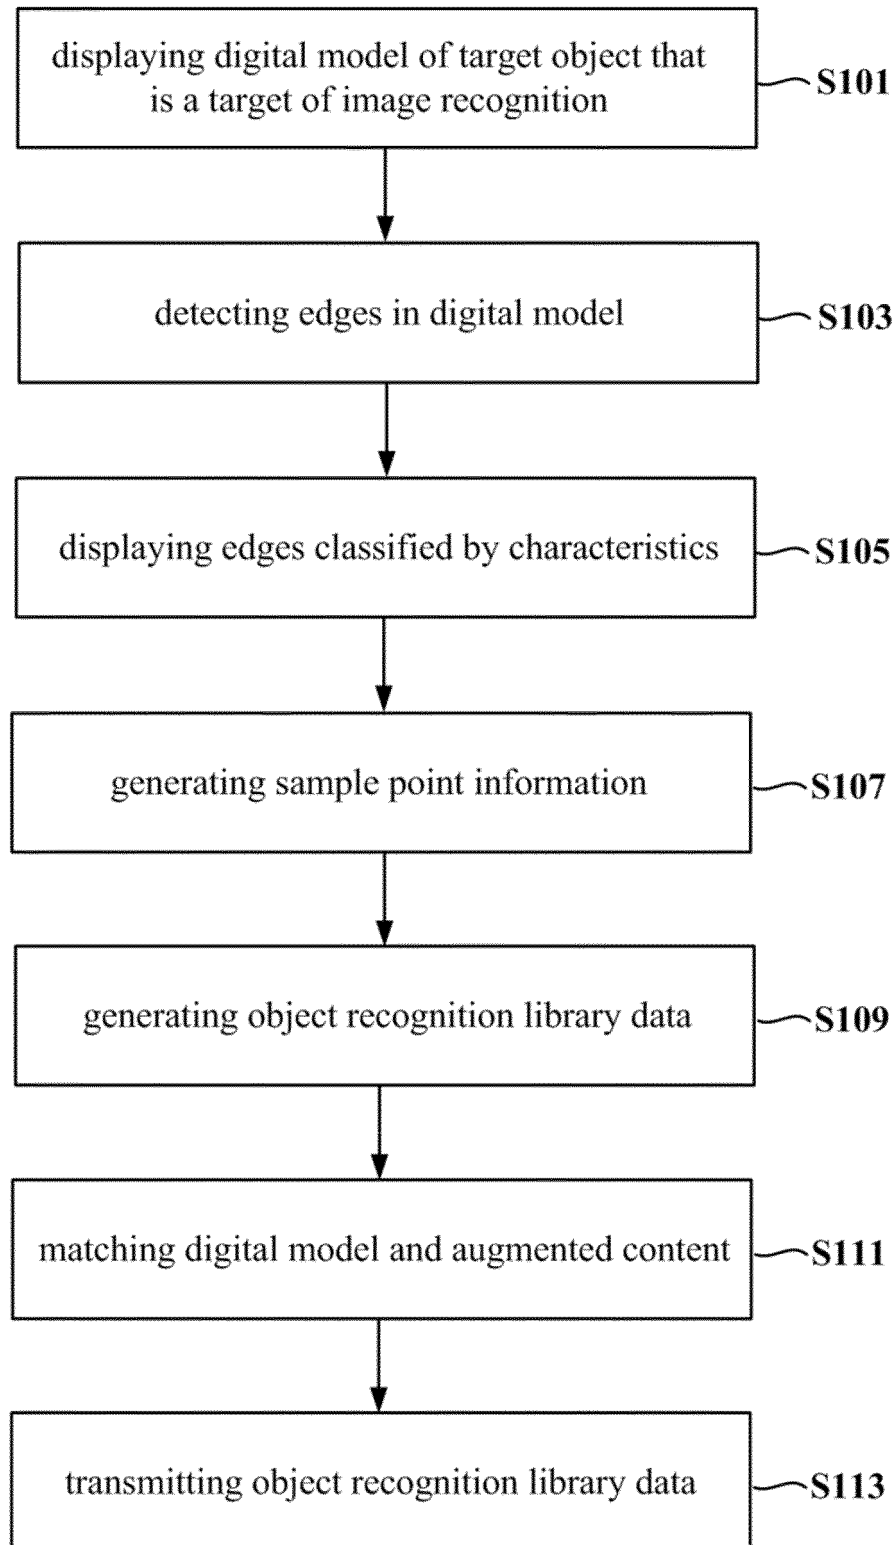 displaying digital model of target object that
is a target of image recognition
S101
detecting edges in digital model
S103
displaying edges classified by characteristics
S105
generating sample point information
S107
generating object recognition library data
S109
matching digital model and augmented content
S111
transmitting object recognition library data
S113